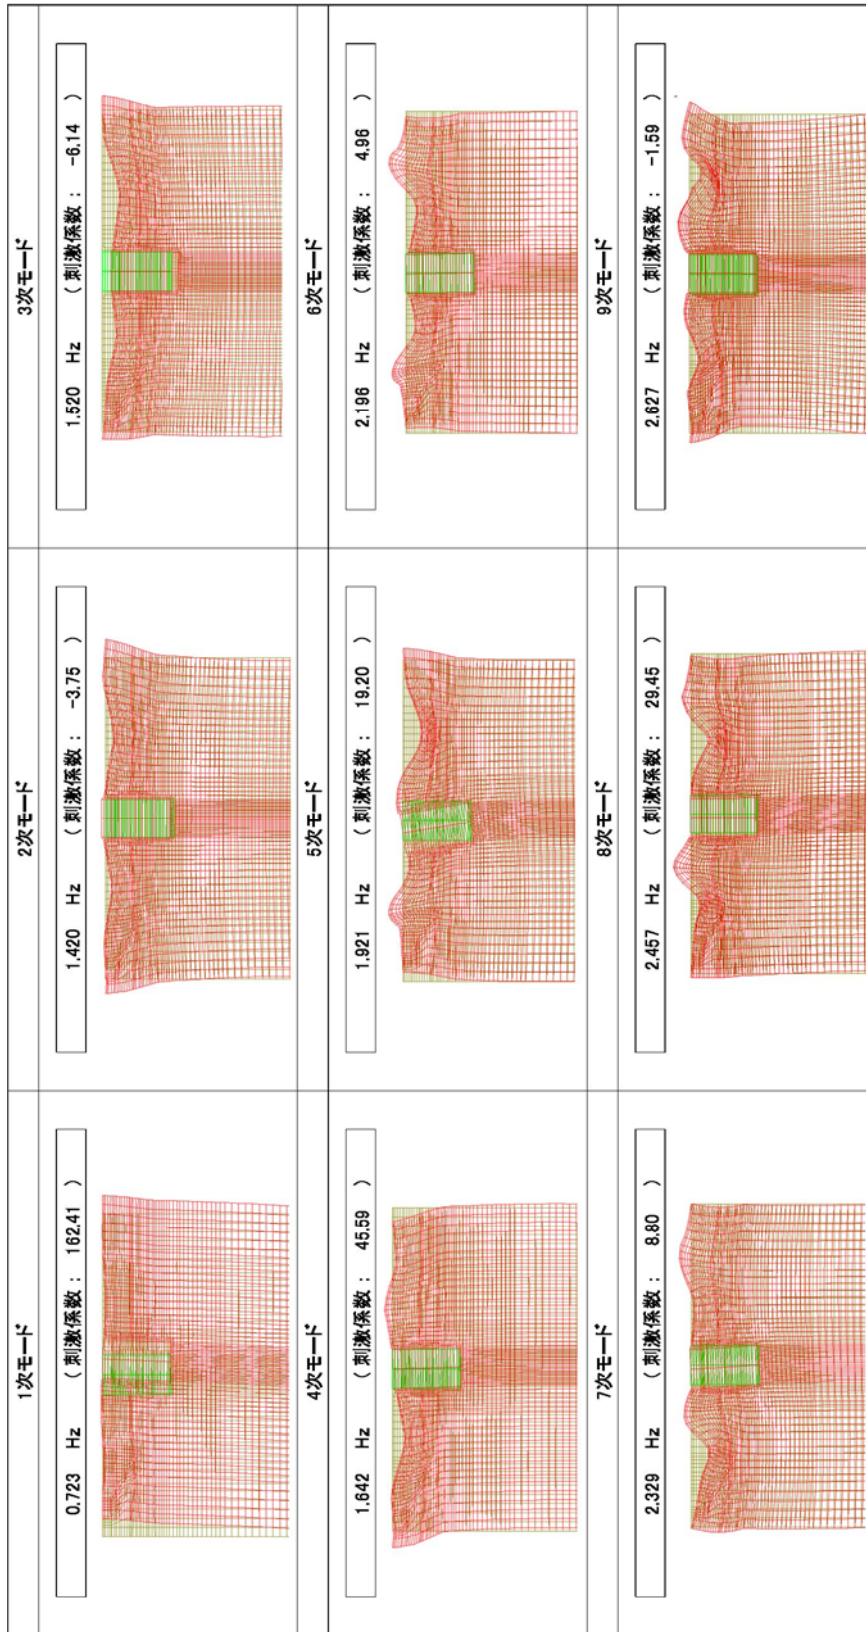 1次モード
0.723 Hz ( 刺激係数 : 162.41 )
2次モード
1.420 Hz ( 刺激係数 : -3.75 )
3次モード
1.520 Hz ( 刺激係数 : -6.14 )
4次モード
1.642 Hz ( 刺激係数 : 45.59 )
5次モード
1.921 Hz ( 刺激係数 : 19.20 )
6次モード
2.196 Hz ( 刺激係数 : 4.96 )
7次モード
2.329 Hz ( 刺激係数 : 8.80 )
8次モード
2.457 Hz ( 刺激係数 : 29.45 )
9次モード
2.627 Hz ( 刺激係数 : -1.59 )